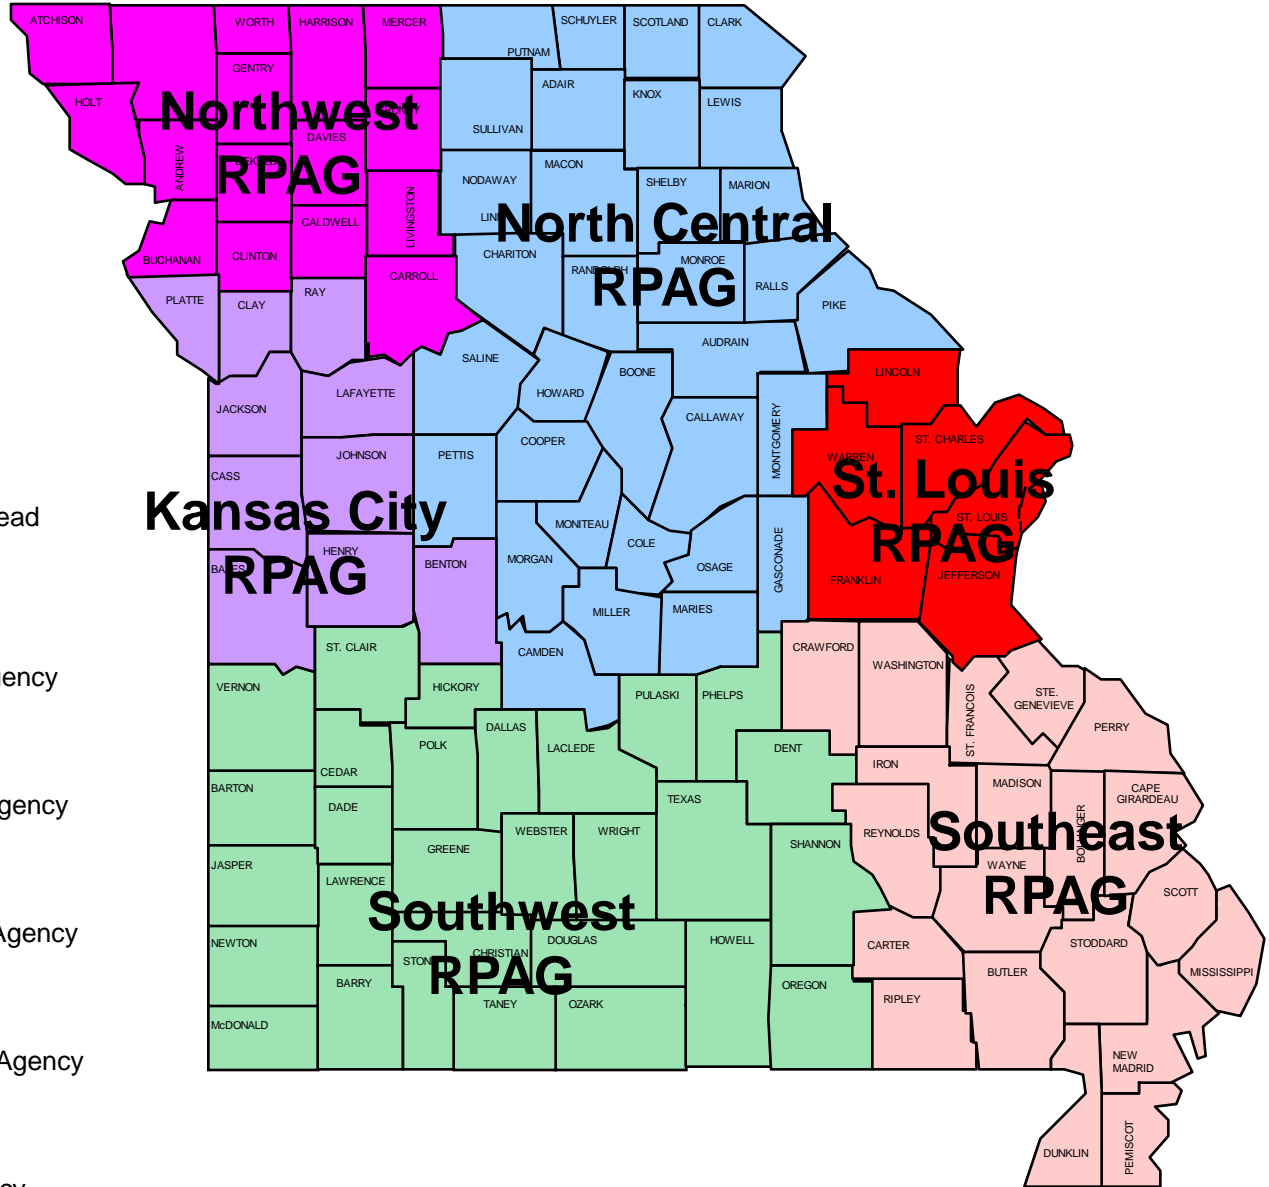 ATCHISON
WORTH
HARRISON
MERCER
SCHUYLER
SCOTLAND
CLARK
PUTNAM
GENTRY
ADAIR
HOLT
KNOX
LEWIS
Northwest
RPAG
SULLIVAN
DAVIES
ANDREW
MACON
NODAWAY
SHELBY
MARION
LIVINGSTON
CALDWELL
North Central
RPAG
CHARITON
BUCHANAN
CLINTON
MONROE
RANDOLPH
CARROLL
RALLS
PLATTE
CLAY
RAY
PIKE
AUDRAIN
SALINE
BOONE
LINCOLN
LAFAYETTE
HOWARD
JACKSON
CALLAWAY
MONTGOMERY
COOPER
ST. CHARLES
JOHNSON
PETTIS
WARREN
CASS
St. Louis
RPAG
Kansas City
RPAG
ead
ST. LOUIS
MONITEAU
COLE
HENRY
MORGAN
BENTON
OSAGE
GASCONADE
BATES
FRANKLIN
JEFFERSON
MILLER
MARIES
ST. CLAIR
CAMDEN
CRAWFORD
WASHINGTON
gency
VERNON
HICKORY
PULASKI
PHELPS
ST. FRANCOIS
STE.
GENEVIEVE
DALLAS
PERRY
POLK
LACLEDE
DENT
IRON
CEDAR
MADISON
BARTON
CAPE
GIRARDEAU
gency
DADE
TEXAS
WEBSTER
WRIGHT
REYNOLDS
Southeast
RPAG
BOLLINGER
GREENE
SHANNON
JASPER
WAYNE
LAWRENCE
SCOTT
Southwest
RPAG
Agency
NEWTON
DOUGLAS
HOWELL
CARTER
STODDARD
CHRISTIAN
STONE
BUTLER
MISSISSIPPI
BARRY
OREGON
TANEY
OZARK
RIPLEY
McDONALD
Agency
NEW
MADRID
DUNKLIN
PEMISCOT